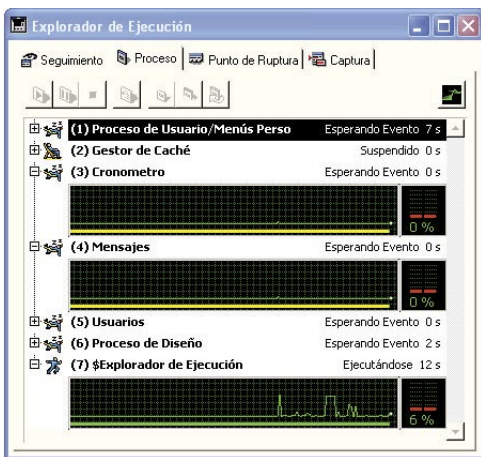 Explorador de Ejecución
Seguimiento Proceso Punto de Ruptura Captura
(1) Proceso de Usuario/Menús Perso Esperando Evento 7 s
(2) Gestor de Caché Suspendido 0 s
(3) Cronometro Esperando Evento 0 s
0 %
(4) Mensajes Esperando Evento 0 s
0 %
(5) Usuarios Esperando Evento 0 s
(6) Proceso de Diseño Esperando Evento 2 s
(7) $Explorador de Ejecución Ejecutándose 12 s
6 %